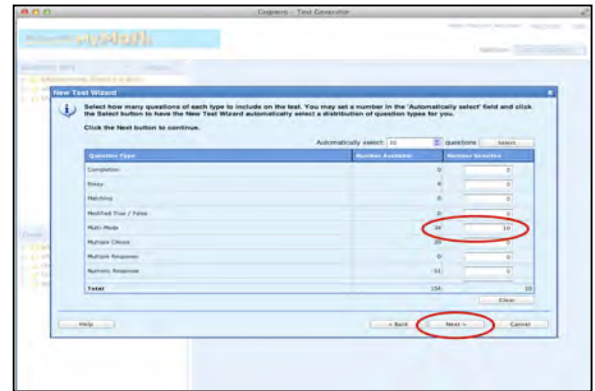 Cognero - Test Generator
myMath
New Test Wizard
Select how many questions of each type to include on the test. You may set a number in the 'Automatically select' field and click
the Select button to have the New Test Wizard automatically select a distribution of question types for you.
Click the Next button to continue.
Automatically select: 10 questions Select
Question Type Number Available Number Selected
Completion 0 0
Essay 0
Matching 0 0
Modified True / False 0 0
Math Mode 34 10
Multiple Choice 20 0
Multiple Response 0 0
Numeric Response 51 0
Total 10
Clear
Help < Back Next > Cancel